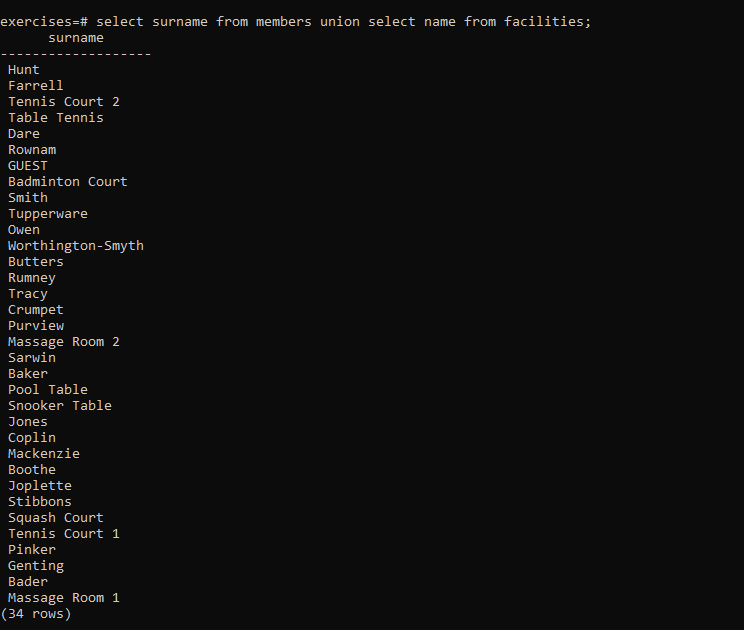 exercises=# select surname from members union select name from facilities;
surname
-------------------
Hunt
Farrell
Tennis Court 2
Table Tennis
Dare
Rownam
GUEST
Badminton Court
Smith
Tupperware
Owen
Worthington-Smyth
Butters
Rumney
Tracy
Crumpet
Purview
Massage Room 2
Sarwin
Baker
Pool Table
Snooker Table
Jones
Coplin
Mackenzie
Boothe
Joplette
Stibbons
Squash Court
Tennis Court 1
Pinker
Genting
Bader
Massage Room 1
(34 rows)